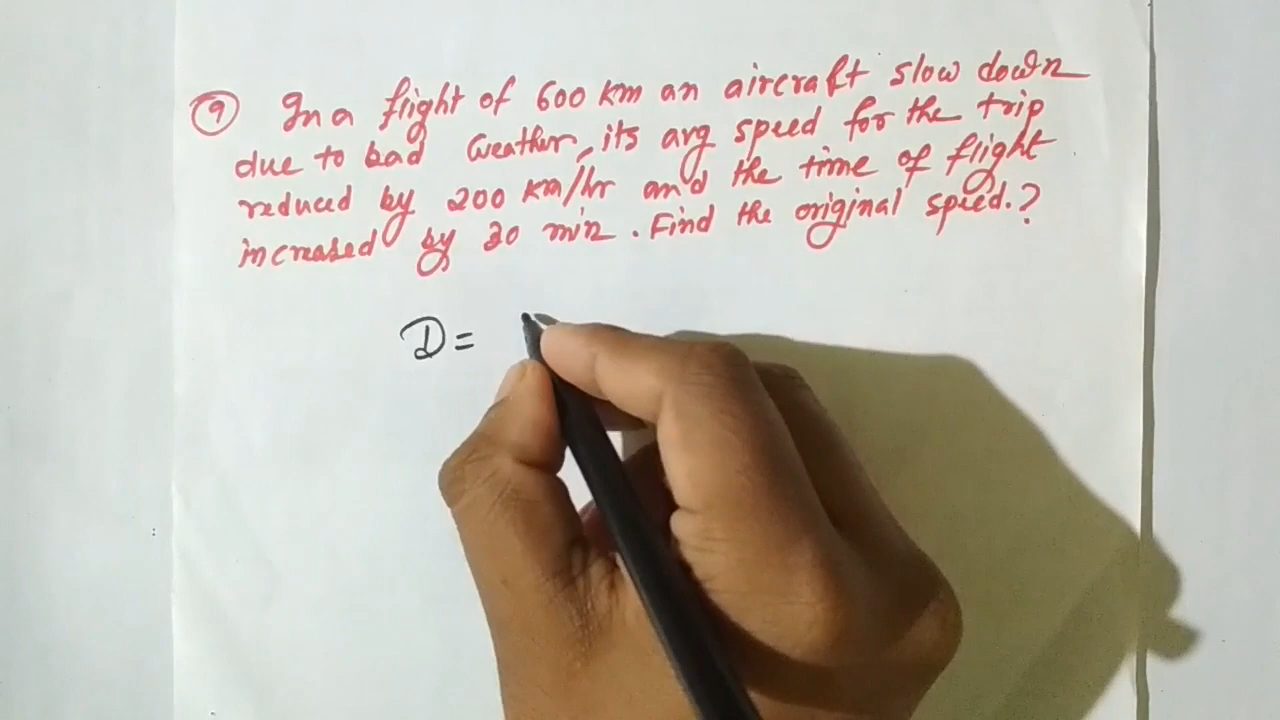 9 In a flight of 600 km an aircraft slow down
due to bad weather, its avg speed for the trip
reduced by 200 km/hr and the time of flight
increased by 30 min. Find the original speed.?
D =